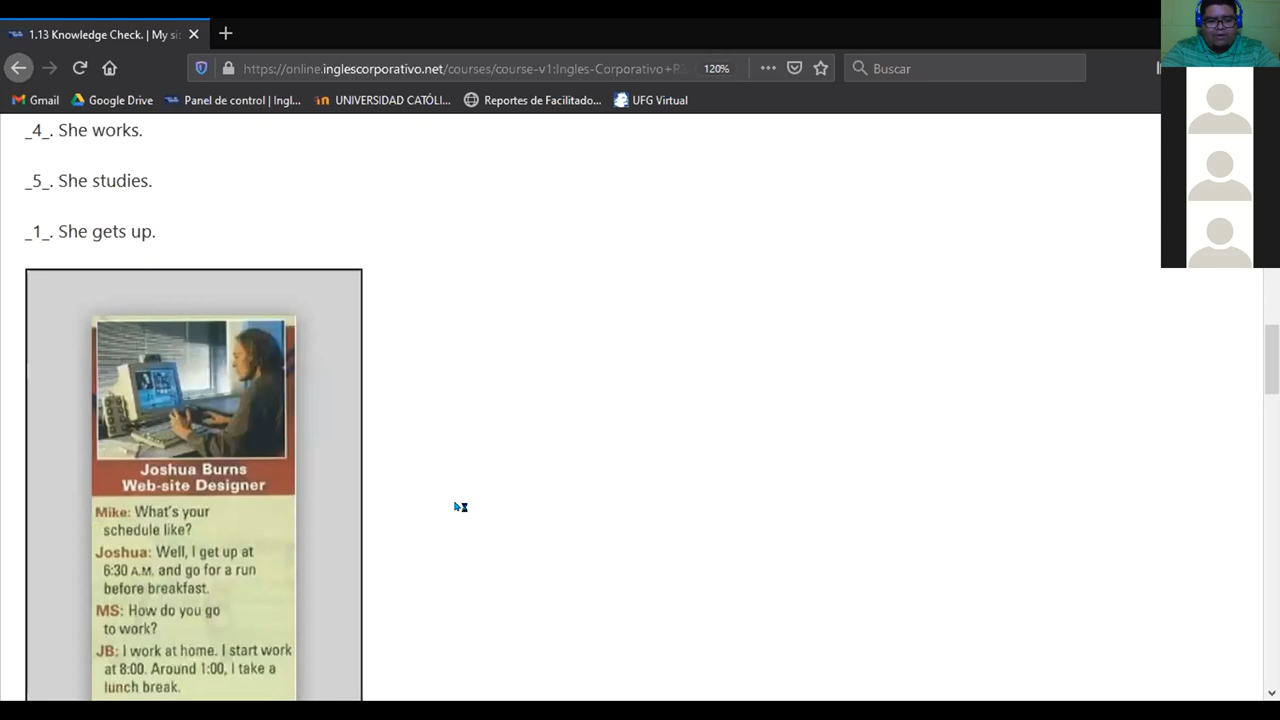 1.13 Knowledge Check. | My si
https://online.inglescorporativo.net/courses/course-v1:ingles-Corporativo+P
120%
Buscar
Gmail
Google Drive
Panel de control | Ingl...
UNIVERSIDAD CATÓLI...
Reportes de Facilitado...
UFG Virtual
_4_. She works.
_5_. She studies.
_1_. She gets up.
Joshua Burns
Web-site Designer
Mike: What's your
schedule like?
Joshua: Well, I get up at
6:30 A.M. and go for a run
before breakfast.
MS: How do you go
to work?
JB: I work at home. I start work
at 8:00. Around 1:00, I take a
lunch break.